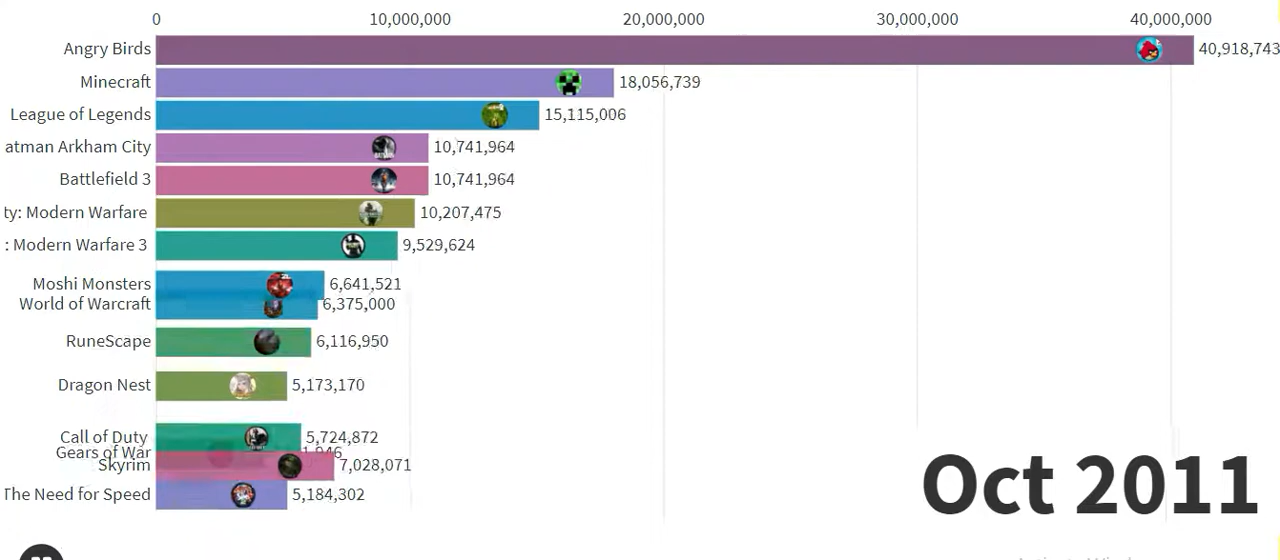 0 10,000,000 20,000,000 30,000,000 40,000,000
Angry Birds 40,918,743
Minecraft 18,056,739
League of Legends 15,115,006
atman Arkham City 10,741,964
Battlefield 3 10,741,964
ty: Modern Warfare 10,207,475
: Modern Warfare 3 9,529,624
Moshi Monsters 6,641,521
World of Warcraft 6,375,000
RuneScape 6,116,950
Dragon Nest 5,173,170
Call of Duty 5,724,872
Gears of War
Skyrim 7,028,071
The Need for Speed 5,184,302
Oct 2011